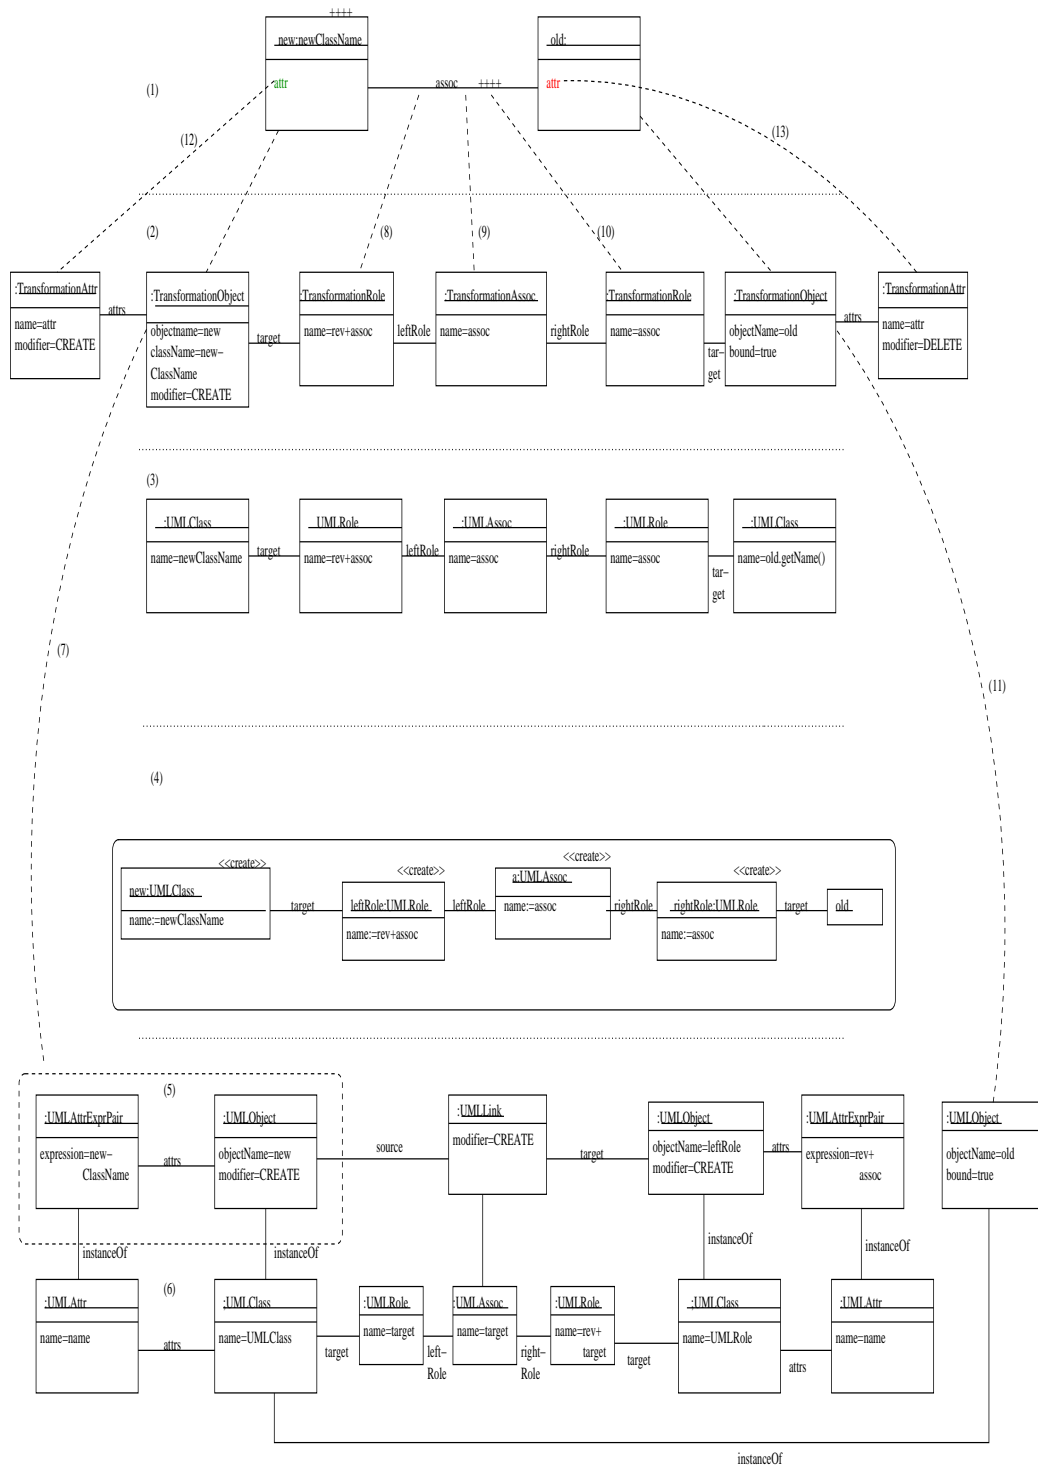 ++++
new:newClassName
old:
attr
assoc
++++
attr
(1)
(12)
(13)
(2)
(8)
(9)
(10)
:TransformationAttr
name=attr
modifier=CREATE
attrs
:TransformationObject
objectname=new
className=new-
ClassName
modifier=CREATE
target
:TransformationRole
name=rev+assoc
leftRole
:TransformationAssoc
name=assoc
rightRole
:TransformationRole
name=assoc
tar-
get
:TransformationObject
objectName=old
bound=true
attrs
:TransformationAttr
name=attr
modifier=DELETE
(3)
:UMLClass
name=newClassName
target
UMLRole
name=rev+assoc
leftRole
:UMLAssoc
name=assoc
rightRole
:UMLRole
name=assoc
tar-
get
:UMLClass
name=old.getName()
(7)
(11)
(4)
<<create>>
new:UMLClass
name:=newClassName
target
<<create>>
leftRole:UMLRole
name:=rev+assoc
leftRole
<<create>>
a:UMLAssoc
name:=assoc
rightRole
<<create>>
rightRole:UMLRole
name:=assoc
target
old
(5)
:UMLAttrExprPair
expression=new-
ClassName
attrs
:UMLObject
objectName=new
modifier=CREATE
source
:UMLLink
modifier=CREATE
target
:UMLObject
objectName=leftRole
modifier=CREATE
attrs
:UMLAttrExprPair
expression=rev+
assoc
:UMLObject
objectName=old
bound=true
instanceOf
instanceOf
instanceOf
instanceOf
(6)
:UMLAttr
name=name
attrs
:UMLClass
name=UMLClass
target
:UMLRole
name=target
left-
Role
:UMLAssoc
name=target
right-
Role
:UMLRole
name=rev+
target
target
:UMLClass
name=UMLRole
attrs
:UMLAttr
name=name
instanceOf